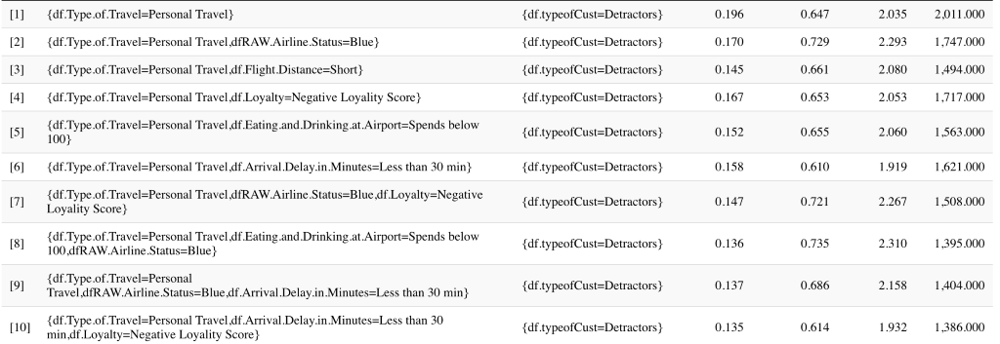 [1] {df.Type.of.Travel=Personal Travel} {df.typeofCust=Detractors} 0.196 0.647 2.035 2,011.000
[2] {df.Type.of.Travel=Personal Travel,dfRAW.Airline.Status=Blue} {df.typeofCust=Detractors} 0.170 0.729 2.293 1,747.000
[3] {df.Type.of.Travel=Personal Travel,df.Flight.Distance=Short} {df.typeofCust=Detractors} 0.145 0.661 2.080 1,494.000
[4] {df.Type.of.Travel=Personal Travel,df.Loyalty=Negative Loyality Score} {df.typeofCust=Detractors} 0.167 0.653 2.053 1,717.000
[5] {df.Type.of.Travel=Personal Travel,df.Eating.and.Drinking.at.Airport=Spends below
100} {df.typeofCust=Detractors} 0.152 0.655 2.060 1,563.000
[6] {df.Type.of.Travel=Personal Travel,df.Arrival.Delay.in.Minutes=Less than 30 min} {df.typeofCust=Detractors} 0.158 0.610 1.919 1,621.000
[7] {df.Type.of.Travel=Personal Travel,dfRAW.Airline.Status=Blue,df.Loyalty=Negative
Loyality Score} {df.typeofCust=Detractors} 0.147 0.721 2.267 1,508.000
[8] {df.Type.of.Travel=Personal Travel,df.Eating.and.Drinking.at.Airport=Spends below
100,dfRAW.Airline.Status=Blue} {df.typeofCust=Detractors} 0.136 0.735 2.310 1,395.000
[9] {df.Type.of.Travel=Personal
Travel,dfRAW.Airline.Status=Blue,df.Arrival.Delay.in.Minutes=Less than 30 min} {df.typeofCust=Detractors} 0.137 0.686 2.158 1,404.000
[10] {df.Type.of.Travel=Personal Travel,df.Arrival.Delay.in.Minutes=Less than 30
min,df.Loyalty=Negative Loyality Score} {df.typeofCust=Detractors} 0.135 0.614 1.932 1,386.000